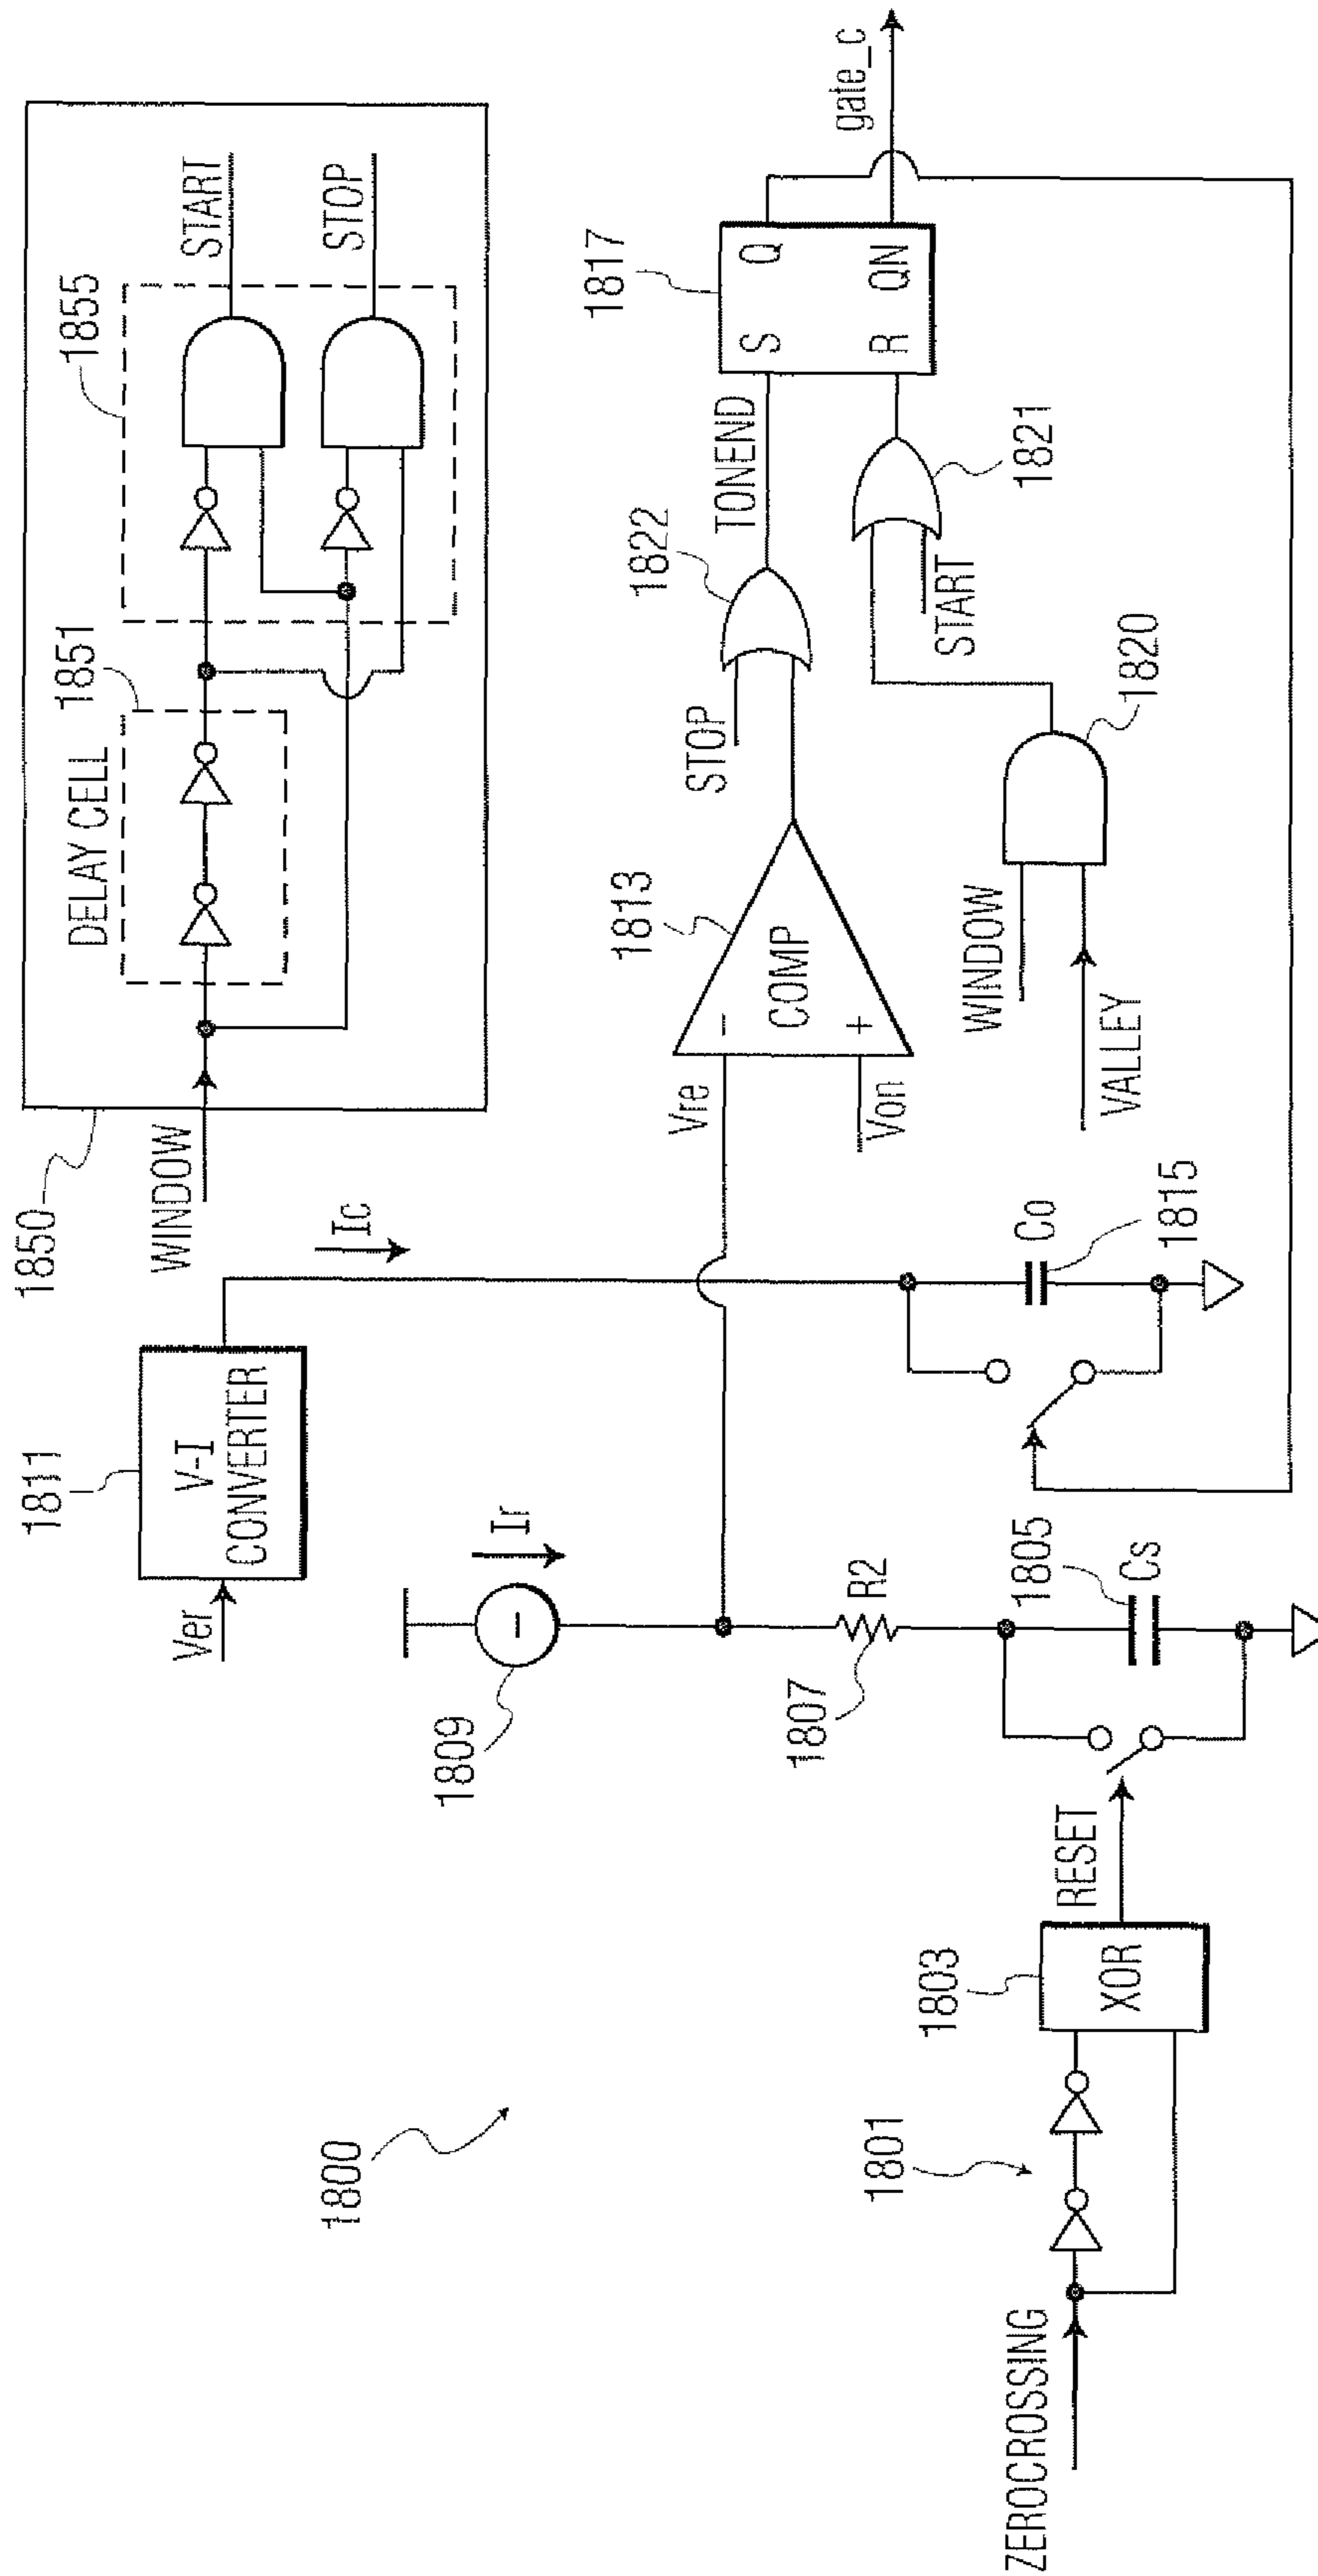 1850
WINDOW
DELAY CELL
1851
1855
START
STOP
1811
Ver
V-I
CONVERTER
Ic
1809
Ir
1807
R2
1805
Cs
Co
1815
Vre
Von
1813
COMP
-
+
STOP
1822
TONEND
1817
S
Q
R
QN
gate_c
WINDOW
VALLEY
1820
START
1821
1800
ZEROCROSSING
1801
1803
XOR
RESET